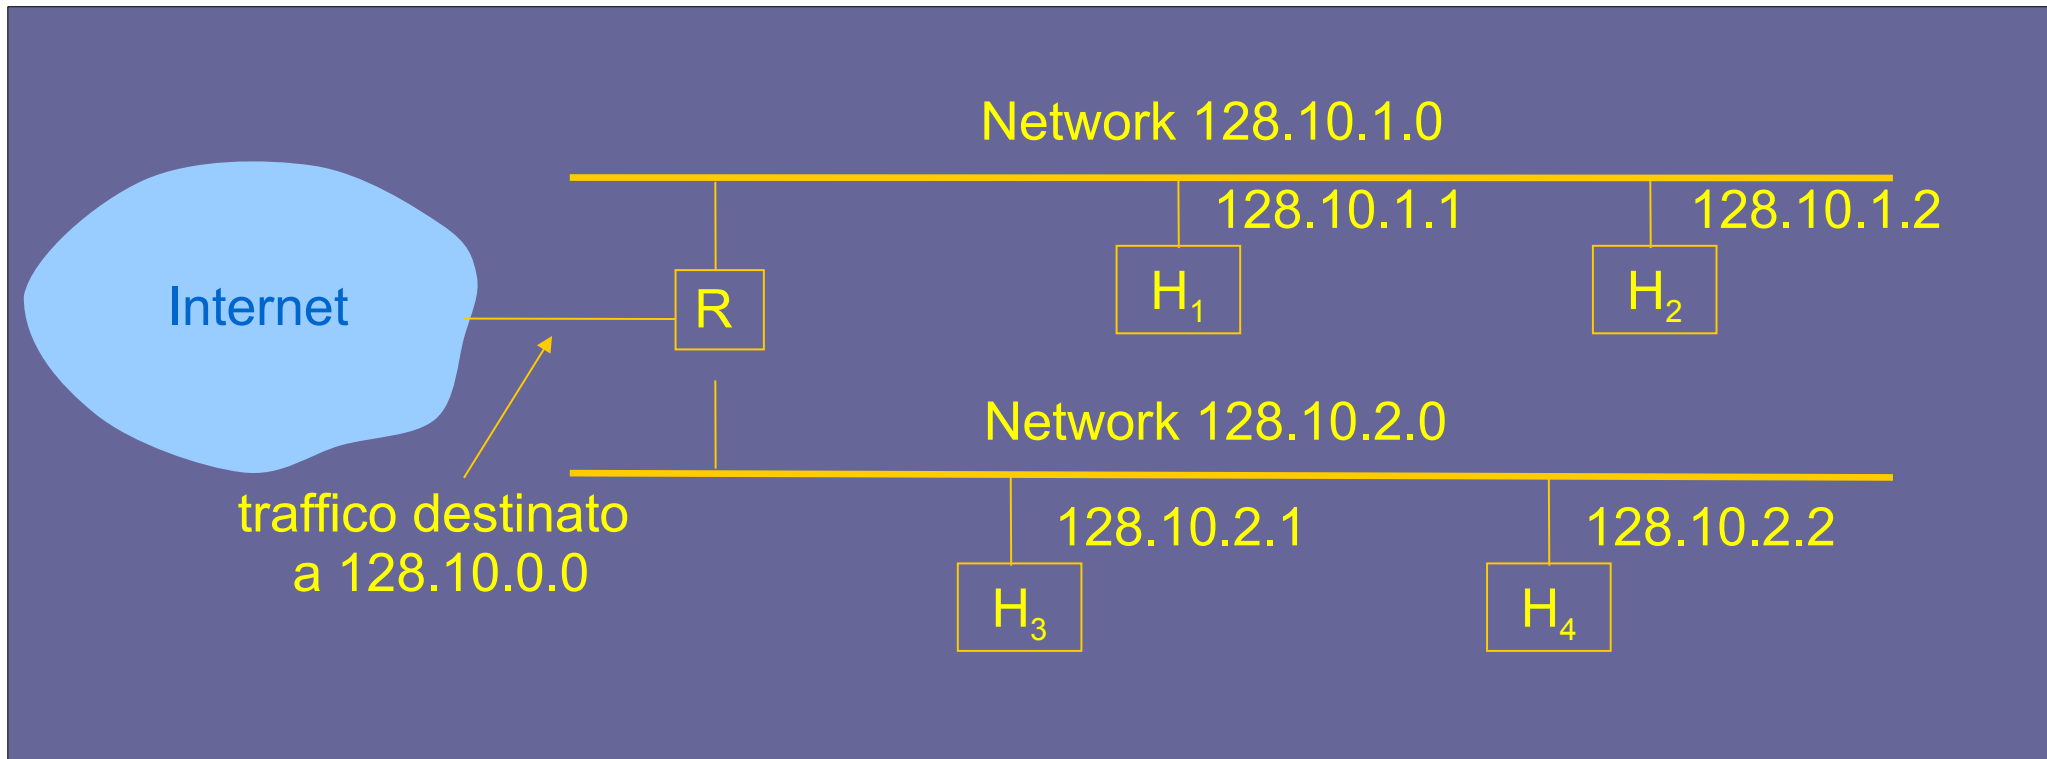 Network 128.10.1.0
128.10.1.1
128.10.1.2
Internet
R
H1
H2
Network 128.10.2.0
traffico destinato
a 128.10.0.0
128.10.2.1
128.10.2.2
H3
H4